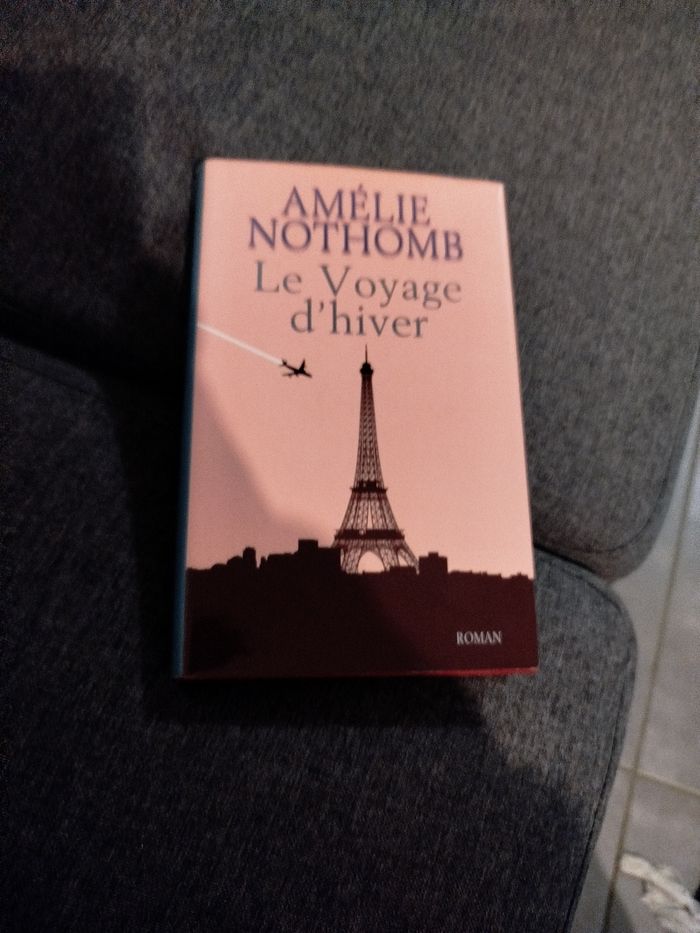 AMÉLIE
NOTHOMB
Le Voyage
d'hiver
ROMAN